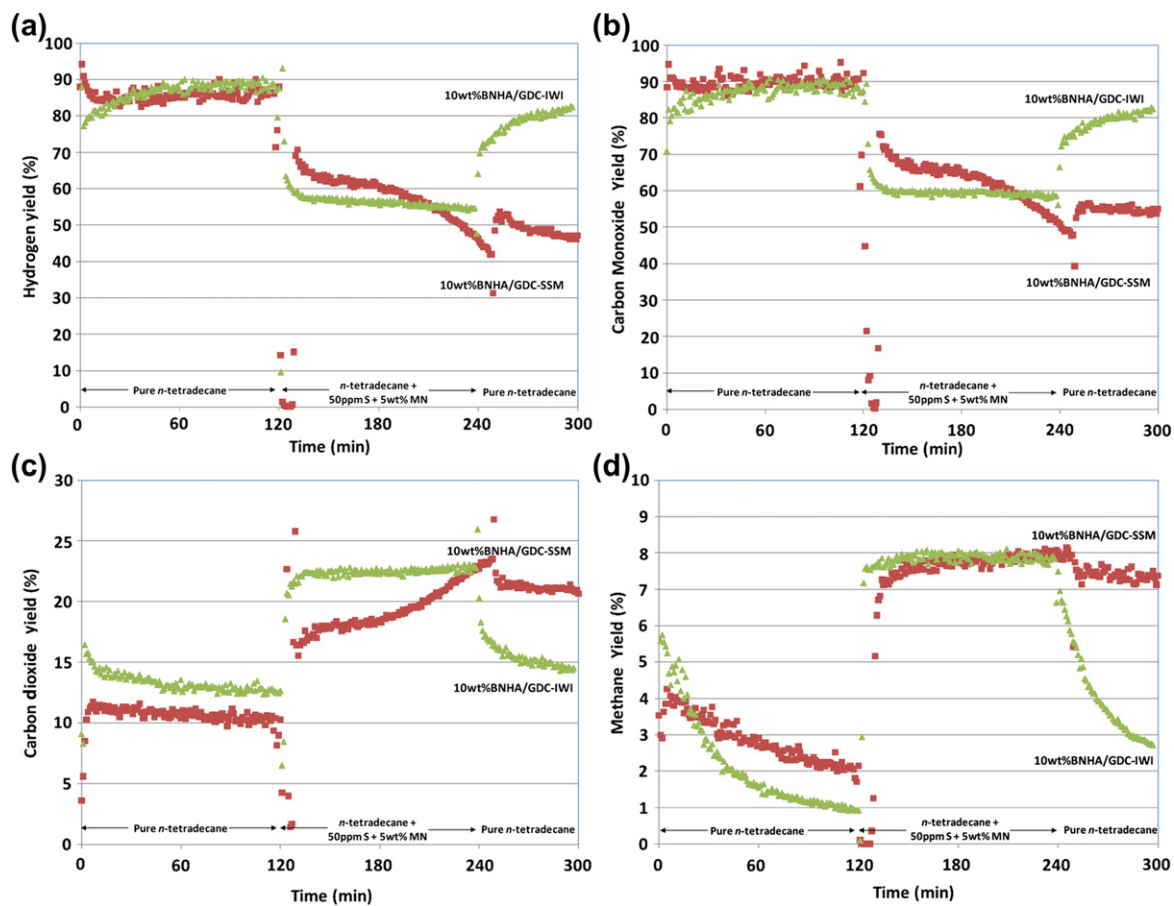 (a)
100
90
80
70
60
50
40
30
20
10
0
Hydrogen yield (%)
10wt%BNHA/GDC-IWI
10wt%BNHA/GDC-SSM
Pure n-tetradecane
n-tetradecane +
50ppm S + 5wt% MN
Pure n-tetradecane
0 60 120 180 240 300
Time (min)
(b)
100
90
80
70
60
50
40
30
20
10
0
Carbon Monoxide Yield (%)
10wt%BNHA/GDC-IWI
10wt%BNHA/GDC-SSM
Pure n-tetradecane
n-tetradecane +
50ppm S + 5wt% MN
Pure n-tetradecane
0 60 120 180 240 300
Time (min)
(c)
30
25
20
15
10
5
0
Carbon dioxide yield (%)
10wt%BNHA/GDC-SSM
10wt%BNHA/GDC-IWI
Pure n-tetradecane
n-tetradecane +
50ppm S + 5wt% MN
Pure n-tetradecane
0 60 120 180 240 300
Time (min)
(d)
10
9
8
7
6
5
4
3
2
1
0
Methane Yield (%)
10wt%BNHA/GDC-SSM
10wt%BNHA/GDC-IWI
Pure n-tetradecane
n-tetradecane +
50ppm S + 5wt% MN
Pure n-tetradecane
0 60 120 180 240 300
Time (min)